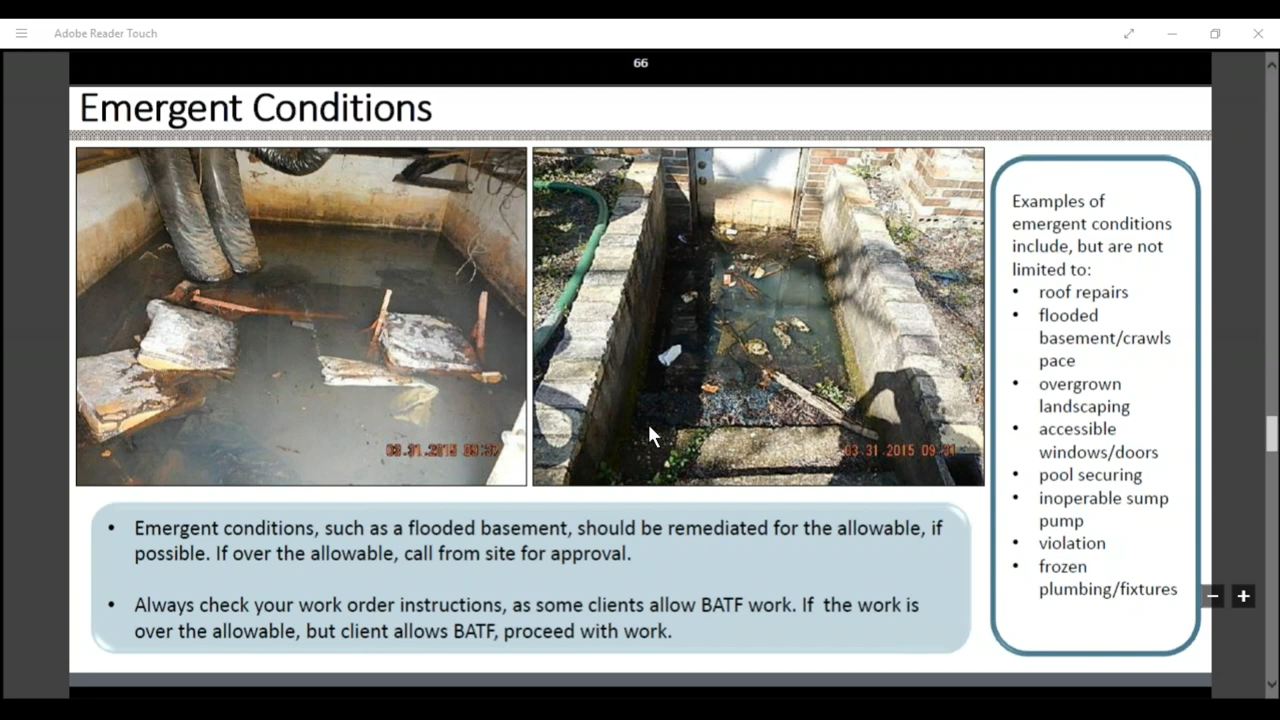 Adobe Reader Touch
66
Emergent Conditions
03.31.2015 09:
03 31 2015 09
Examples of
emergent conditions
include, but are not
limited to:
• roof repairs
• flooded
basement/crawls
pace
• overgrown
landscaping
• accessible
windows/doors
• pool securing
• inoperable sump
pump
• violation
• frozen
plumbing/fixtures
• Emergent conditions, such as a flooded basement, should be remediated for the allowable, if
possible. If over the allowable, call from site for approval.
• Always check your work order instructions, as some clients allow BATF work. If the work is
over the allowable, but client allows BATF, proceed with work.